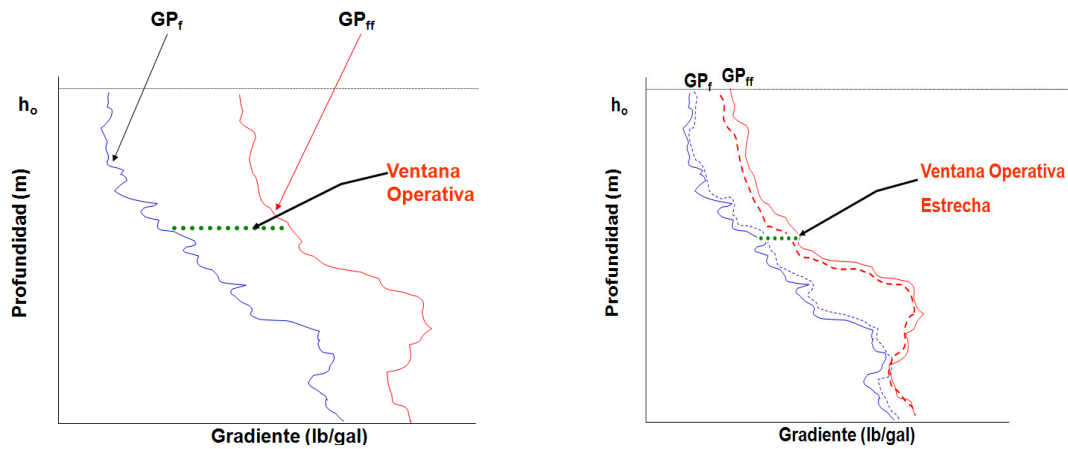 GPf
GPff
ho
Profundidad (m)
Ventana
Operativa
Gradiente (lb/gal)
GPf
GPff
ho
Profundidad (m)
Ventana Operativa
Estrecha
Gradiente (lb/gal)